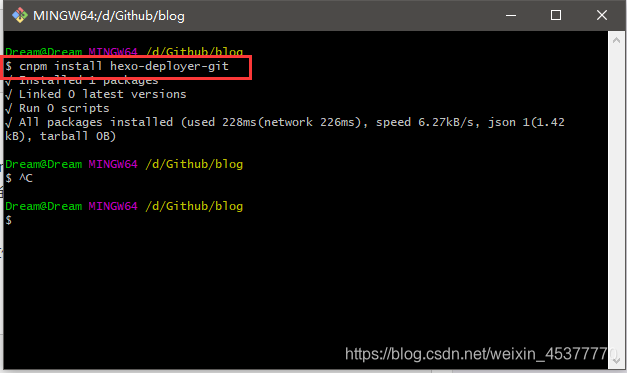 MINGW64:/d/Github/blog
Dream@Dream MINGW64 /d/Github/blog
$ cnpm install hexo-deployer-git
√ Installed 1 packages
√ Linked 0 latest versions
√ Run 0 scripts
√ All packages installed (used 228ms(network 226ms), speed 6.27kB/s, json 1(1.42
kB), tarball 0B)
Dream@Dream MINGW64 /d/Github/blog
$ ^C
Dream@Dream MINGW64 /d/Github/blog
$
https://blog.csdn.net/weixin_45377770